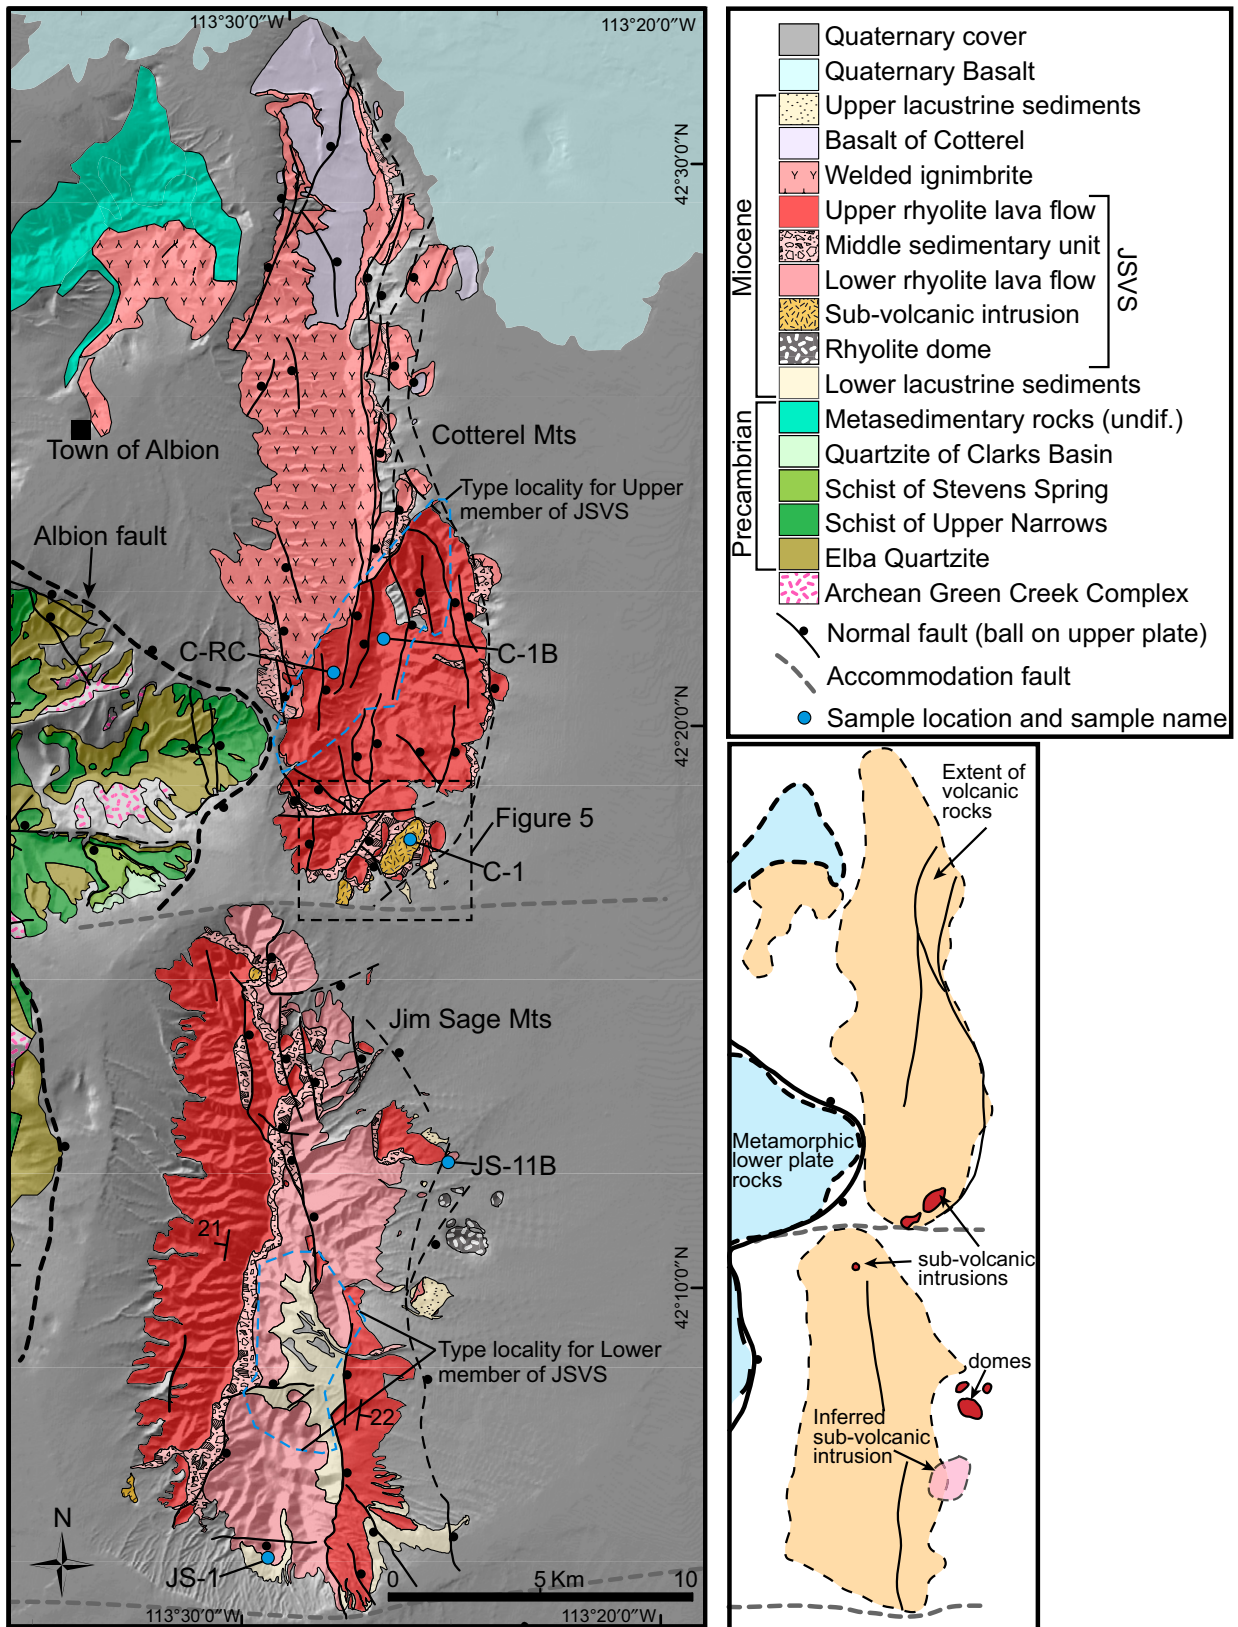 113°30′0″W
113°20′0″W
42°30′0″N
Cotterel Mts
Town of Albion
Type locality for Upper
member of JSVS
Albion fault
C-RC
C-1B
42°20′0″N
Figure 5
C-1
Jim Sage Mts
JS-11B
21
42°10′0″N
Type locality for Lower
member of JSVS
22
N
JS-1
0
5 Km
10
113°30′0″W
113°20′0″W
Quaternary cover
Quaternary Basalt
Upper lacustrine sediments
Basalt of Cotterel
Welded ignimbrite
Upper rhyolite lava flow
Middle sedimentary unit
Lower rhyolite lava flow
Sub-volcanic intrusion
Rhyolite dome
Lower lacustrine sediments
Metasedimentary rocks (undif.)
Quartzite of Clarks Basin
Schist of Stevens Spring
Schist of Upper Narrows
Elba Quartzite
Archean Green Creek Complex
Normal fault (ball on upper plate)
Accommodation fault
Sample location and sample name
Miocene
Precambrian
JSVS
Extent of
volcanic
rocks
Metamorphic
lower plate
rocks
sub-volcanic
intrusions
domes
Inferred
sub-volcanic
intrusion